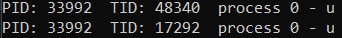 PID: 33992  TID: 48340  process 0 - u
PID: 33992  TID: 17292  process 0 - u